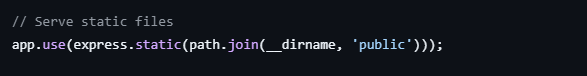 // Serve static files
app.use(express.static(path.join(__dirname, 'public')));